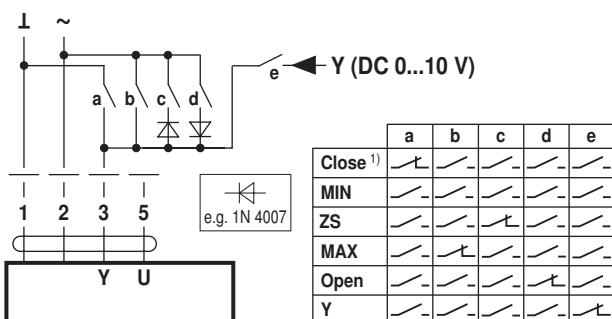 ⊥ ~
a b c d e Y (DC 0...10 V)
1 2 3 5
Y U
e.g. 1N 4007
a b c d e
Close 1)
MIN
ZS
MAX
Open
Y